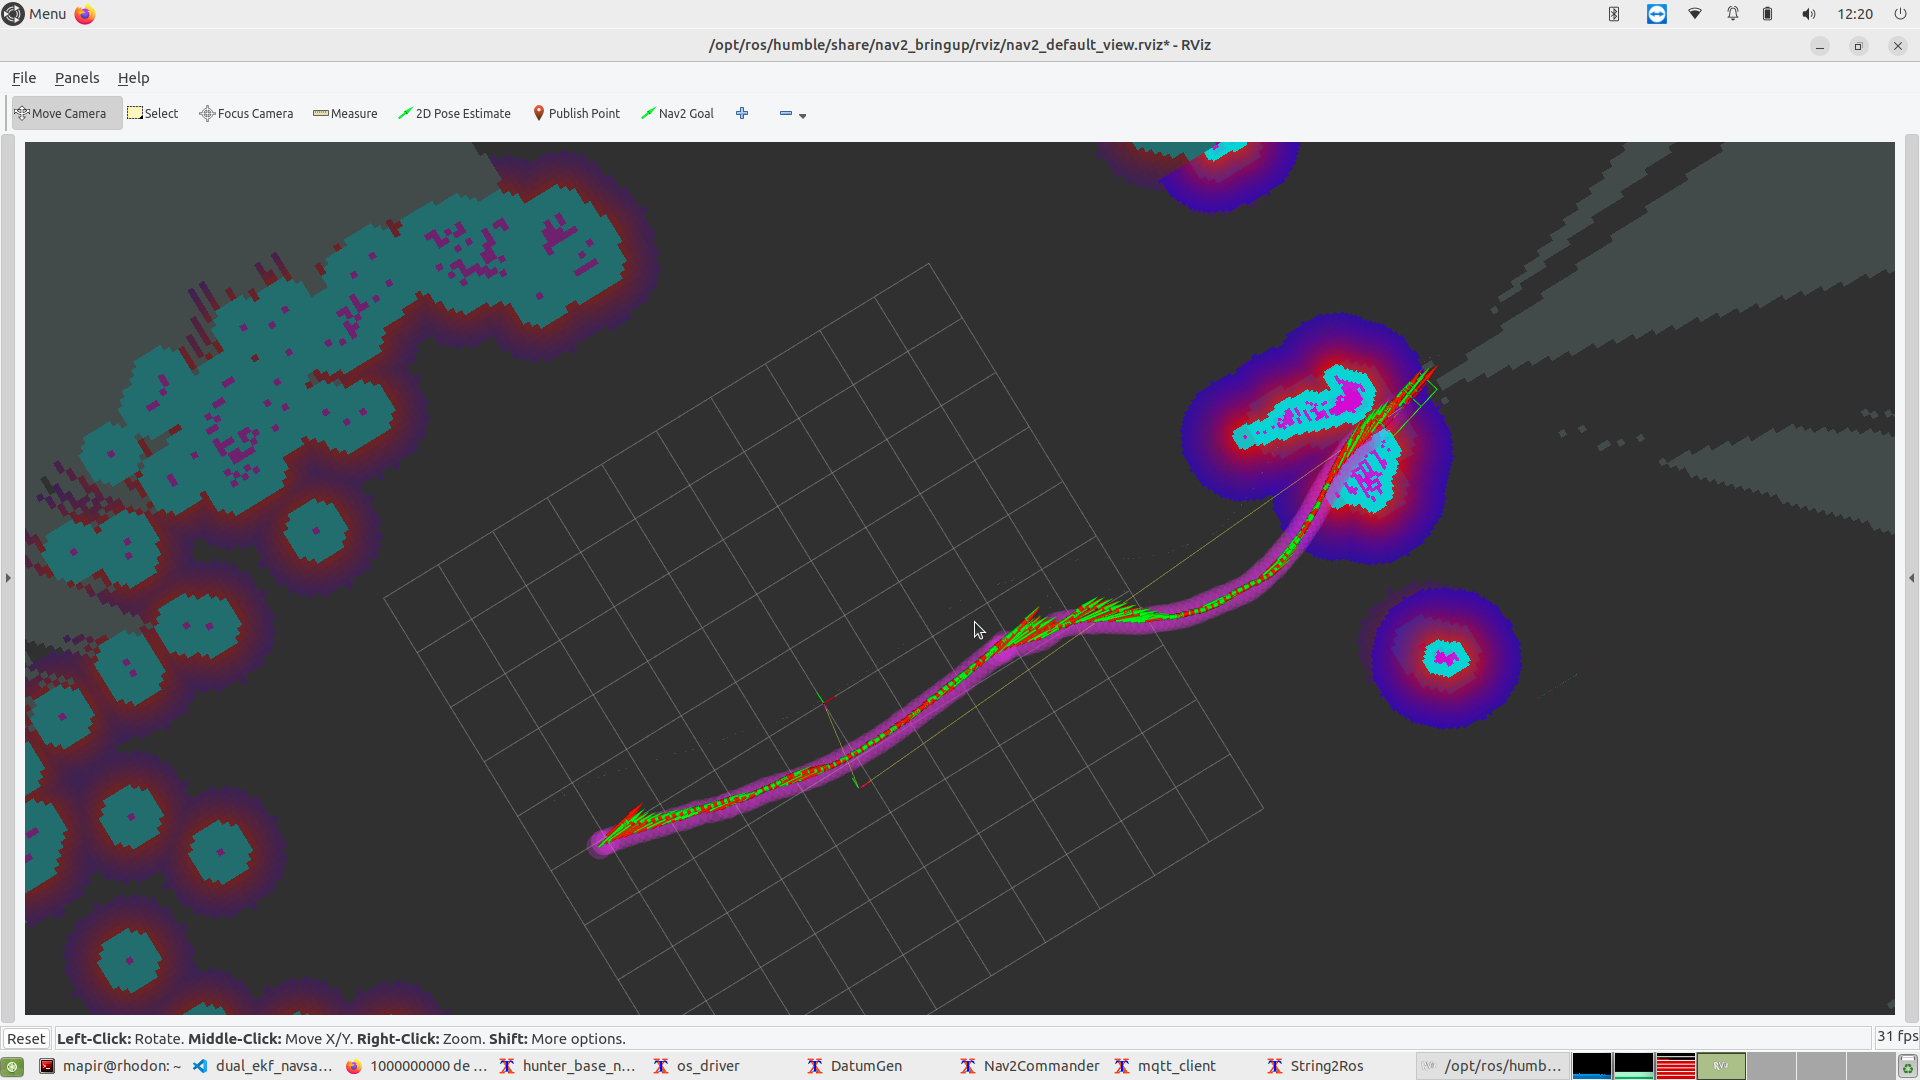 Menu
12:20
/opt/ros/humble/share/nav2_bringup/rviz/nav2_default_view.rviz* - RViz
File Panels Help
Move Camera Select Focus Camera Measure 2D Pose Estimate Publish Point Nav2 Goal
Reset Left-Click: Rotate. Middle-Click: Move X/Y. Right-Click: Zoom. Shift: More options. 31 fps
mapir@rhodon: ~ dual_ekf_navsa... 1000000000 de ... hunter_base_n... os_driver DatumGen Nav2Commander mqtt_client String2Ros /opt/ros/humb...